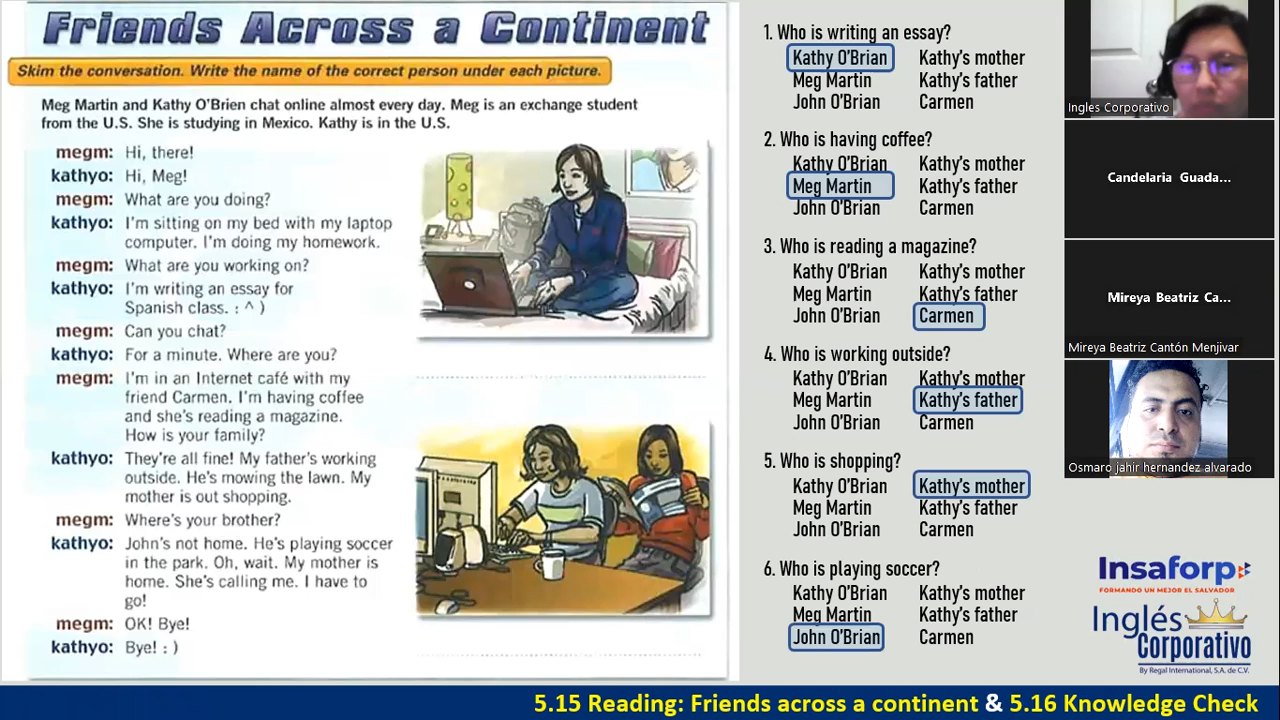 Friends Across a Continent
Skim the conversation. Write the name of the correct person under each picture.
Meg Martin and Kathy O'Brien chat online almost every day. Meg is an exchange student
from the U.S. She is studying in Mexico. Kathy is in the U.S.
megm: Hi, there!
kathyo: Hi, Meg!
megm: What are you doing?
kathyo: I'm sitting on my bed with my laptop
computer. I'm doing my homework.
megm: What are you working on?
kathyo: I'm writing an essay for
Spanish class. : ^ )
megm: Can you chat?
kathyo: For a minute. Where are you?
megm: I'm in an Internet café with my
friend Carmen. I'm having coffee
and she's reading a magazine.
How is your family?
kathyo: They're all fine! My father's working
outside. He's mowing the lawn. My
mother is out shopping.
megm: Where's your brother?
kathyo: John's not home. He's playing soccer
in the park. Oh, wait. My mother is
home. She's calling me. I have to
go!
megm: OK! Bye!
kathyo: Bye! : )
1. Who is writing an essay?
Kathy O'Brian Kathy's mother
Meg Martin Kathy's father
John O'Brian Carmen
2. Who is having coffee?
Kathy O'Brian Kathy's mother
Meg Martin Kathy's father
John O'Brian Carmen
3. Who is reading a magazine?
Kathy O'Brian Kathy's mother
Meg Martin Kathy's father
John O'Brian Carmen
4. Who is working outside?
Kathy O'Brian Kathy's mother
Meg Martin Kathy's father
John O'Brian Carmen
5. Who is shopping?
Kathy O'Brian Kathy's mother
Meg Martin Kathy's father
John O'Brian Carmen
6. Who is playing soccer?
Kathy O'Brian Kathy's mother
Meg Martin Kathy's father
John O'Brian Carmen
Ingles Corporativo
Candelaria Guada...
Mireya Beatriz Ca...
Mireya Beatriz Cantón Menjivar
Osmaro jahir hernandez alvarado
Insaforp
FORMANDO UN MEJOR EL SALVADOR
Inglés
Corporativo
By Regal International, S.A. de C.V.
5.15 Reading: Friends across a continent & 5.16 Knowledge Check